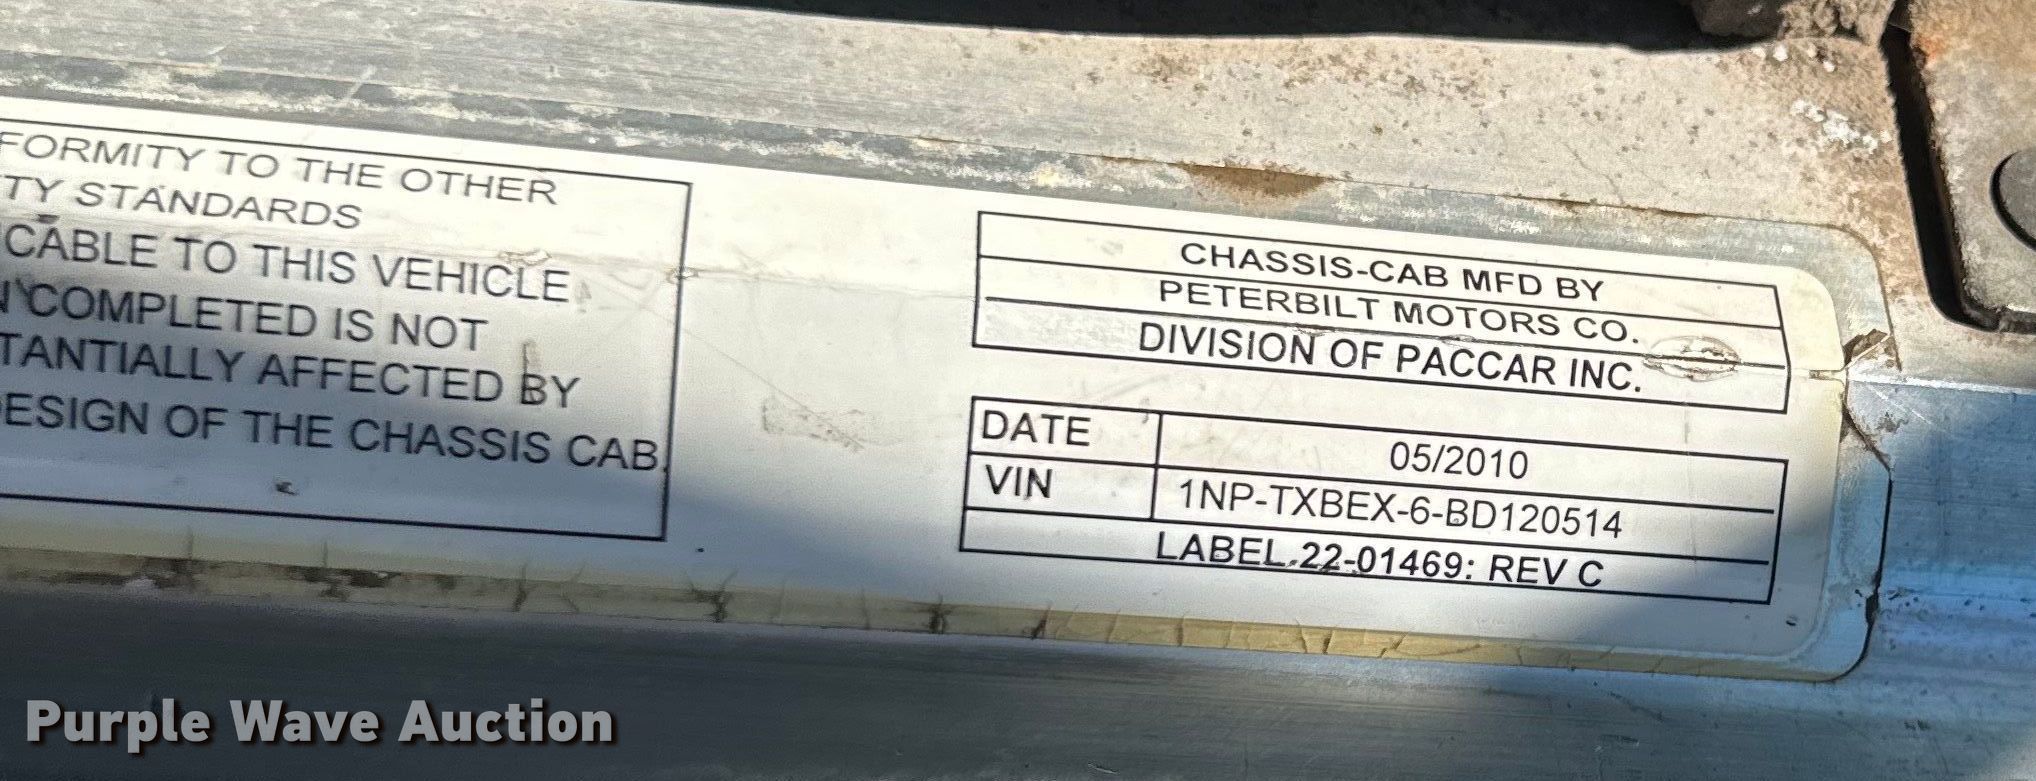 FORMITY TO THE OTHER
TY STANDARDS
CABLE TO THIS VEHICLE
N COMPLETED IS NOT
TANTIALLY AFFECTED BY
ESIGN OF THE CHASSIS CAB.
CHASSIS-CAB MFD BY
PETERBILT MOTORS CO.
DIVISION OF PACCAR INC.
DATE 05/2010
VIN 1NP-TXBEX-6-BD120514
LABEL 22-01469: REV C
Purple Wave Auction